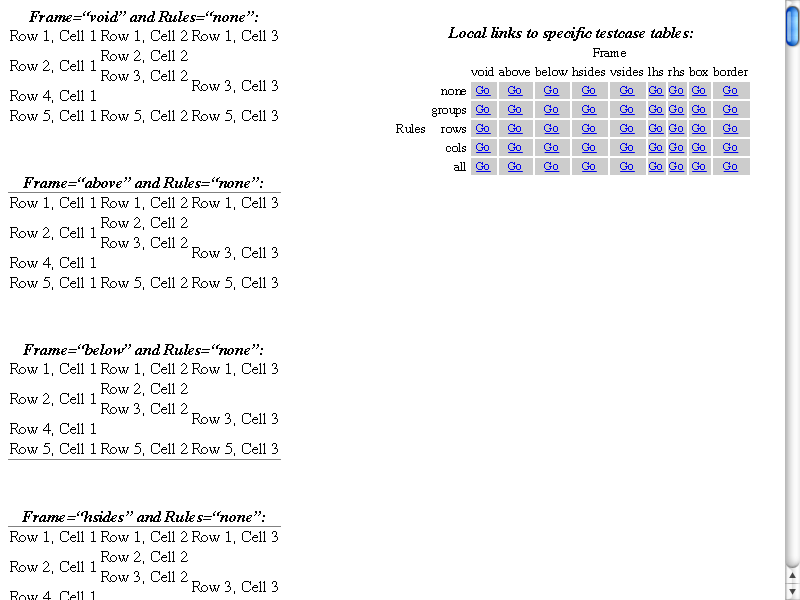 Frame=“void” and Rules=“none”:
Row 1, Cell 1 Row 1, Cell 2 Row 1, Cell 3
Row 2, Cell 1 Row 2, Cell 2
Row 3, Cell 2
Row 3, Cell 3
Row 4, Cell 1
Row 5, Cell 1 Row 5, Cell 2 Row 5, Cell 3
Frame=“above” and Rules=“none”:
Row 1, Cell 1 Row 1, Cell 2 Row 1, Cell 3
Row 2, Cell 1 Row 2, Cell 2
Row 3, Cell 2
Row 3, Cell 3
Row 4, Cell 1
Row 5, Cell 1 Row 5, Cell 2 Row 5, Cell 3
Frame=“below” and Rules=“none”:
Row 1, Cell 1 Row 1, Cell 2 Row 1, Cell 3
Row 2, Cell 1 Row 2, Cell 2
Row 3, Cell 2
Row 3, Cell 3
Row 4, Cell 1
Row 5, Cell 1 Row 5, Cell 2 Row 5, Cell 3
Frame=“hsides” and Rules=“none”:
Row 1, Cell 1 Row 1, Cell 2 Row 1, Cell 3
Row 2, Cell 1 Row 2, Cell 2
Row 3, Cell 2
Row 3, Cell 3
Row 4, Cell 1
Local links to specific testcase tables:
Frame
void above below hsides vsides lhs rhs box border
none Go Go Go Go Go Go Go Go Go
groups Go Go Go Go Go Go Go Go Go
Rules rows Go Go Go Go Go Go Go Go Go
cols Go Go Go Go Go Go Go Go Go
all Go Go Go Go Go Go Go Go Go